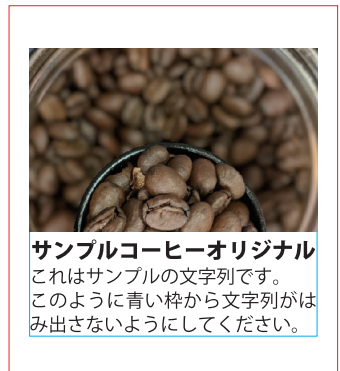 サンプルコーヒーオリジナル
これはサンプルの文字列です。
このように青い枠から文字列がは
み出さないようにしてください。